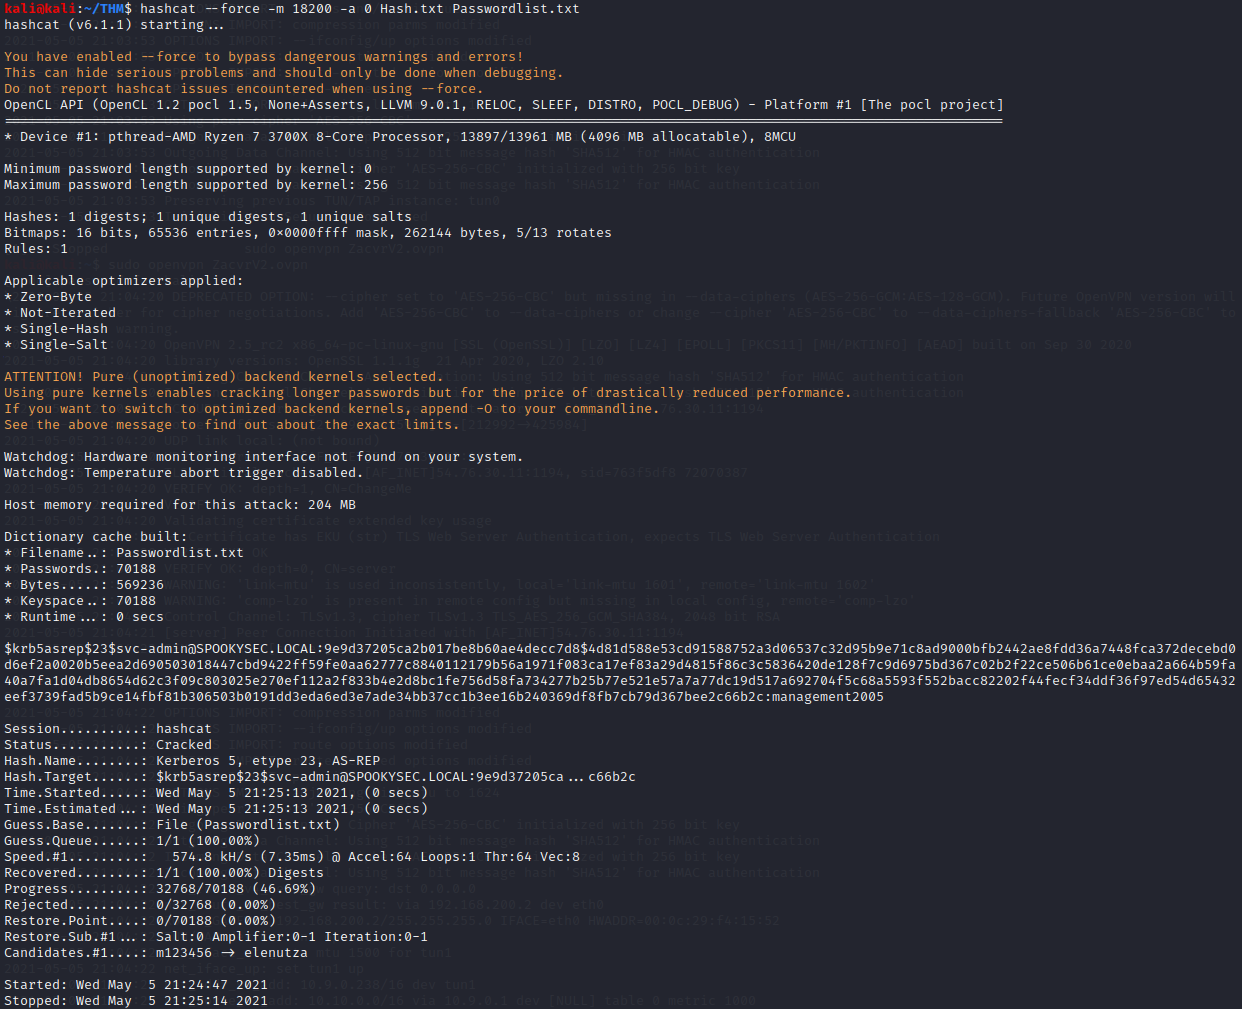 kali@kali:~/THM$ hashcat --force -m 18200 -a 0 Hash.txt Passwordlist.txt
hashcat (v6.1.1) starting...
You have enabled --force to bypass dangerous warnings and errors!
This can hide serious problems and should only be done when debugging.
Do not report hashcat issues encountered when using --force.
OpenCL API (OpenCL 1.2 pocl 1.5, None+Asserts, LLVM 9.0.1, RELOC, SLEEF, DISTRO, POCL_DEBUG) - Platform #1 [The pocl project]
* Device #1: pthread-AMD Ryzen 7 3700X 8-Core Processor, 13897/13961 MB (4096 MB allocatable), 8MCU
Minimum password length supported by kernel: 0
Maximum password length supported by kernel: 256
Hashes: 1 digests; 1 unique digests, 1 unique salts
Bitmaps: 16 bits, 65536 entries, 0x0000ffff mask, 262144 bytes, 5/13 rotates
Rules: 1
Applicable optimizers applied:
* Zero-Byte
* Not-Iterated
* Single-Hash
* Single-Salt
ATTENTION! Pure (unoptimized) backend kernels selected.
Using pure kernels enables cracking longer passwords but for the price of drastically reduced performance.
If you want to switch to optimized backend kernels, append -O to your commandline.
See the above message to find out about the exact limits.
Watchdog: Hardware monitoring interface not found on your system.
Watchdog: Temperature abort trigger disabled.
Host memory required for this attack: 204 MB
Dictionary cache built:
* Filename..: Passwordlist.txt
* Passwords.: 70188
* Bytes.....: 569236
* Keyspace..: 70188
* Runtime...: 0 secs
$krb5asrep$23$svc-admin@SPOOKYSEC.LOCAL:9e9d37205ca2b017be8b60ae4decc7d8$4d81d588e53cd91588752a3d06537c32d95b9e71c8ad9000bfb2442ae8fdd36a7448fca372decebd0
d6ef2a0020b5eea2d690503018447cbd9422ff59fe0aa62777c8840112179b56a1971f083ca17ef83a29d4815f86c3c5836420de128f7c9d6975bd367c02b2f22ce506b61ce0ebaa2a664b59fa
40a7fa1d04db8654d62c3f09c803025e270ef112a2f833b4e2d8bc1fe756d58fa734277b25b77e521e57a7a77dc19d517a692704f5c68a5593f552bacc82202f44fecf34ddf36f97ed54d65432
eef3739fad5b9ce14fbf81b306503b0191dd3eda6ed3e7ade34bb37cc1b3ee16b240369df8fb7cb79d367bee2c66b2c:management2005
Session..........: hashcat
Status...........: Cracked
Hash.Name........: Kerberos 5, etype 23, AS-REP
Hash.Target......: $krb5asrep$23$svc-admin@SPOOKYSEC.LOCAL:9e9d37205ca...c66b2c
Time.Started.....: Wed May  5 21:25:13 2021, (0 secs)
Time.Estimated...: Wed May  5 21:25:13 2021, (0 secs)
Guess.Base.......: File (Passwordlist.txt)
Guess.Queue......: 1/1 (100.00%)
Speed.#1.........:   574.8 kH/s (7.35ms) @ Accel:64 Loops:1 Thr:64 Vec:8
Recovered........: 1/1 (100.00%) Digests
Progress.........: 32768/70188 (46.69%)
Rejected.........: 0/32768 (0.00%)
Restore.Point....: 0/70188 (0.00%)
Restore.Sub.#1...: Salt:0 Amplifier:0-1 Iteration:0-1
Candidates.#1....: m123456 -> elenutza
Started: Wed May  5 21:24:47 2021
Stopped: Wed May  5 21:25:14 2021